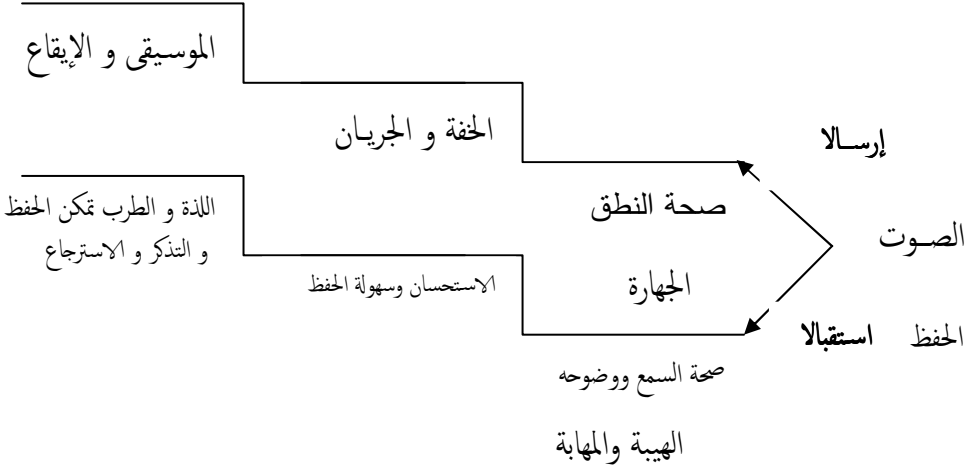 الموسيقى و الإيقاع
الخفة و الجريـان
إرسـالا
صحة النطق
اللذة و الطرب تمكن الحفظ
و التذكر و الاسترجاع
الصـوت
الجهارة
الاستحسان وسهولة الحفظ
الحفظ استقبالا
صحة السمع ووضوحه
الهيبة والمهابة